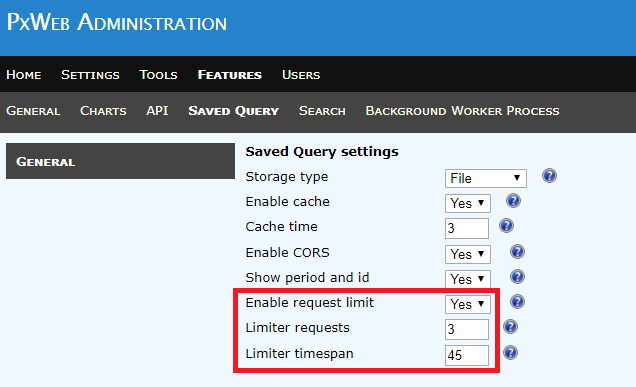 PxWeb Administration
Home Settings Tools Features Users
General Charts API Saved Query Search Background Worker Process
General
Saved Query settings
Storage type File
Enable cache Yes
Cache time 3
Enable CORS Yes
Show period and id Yes
Enable request limit Yes
Limiter requests 3
Limiter timespan 45